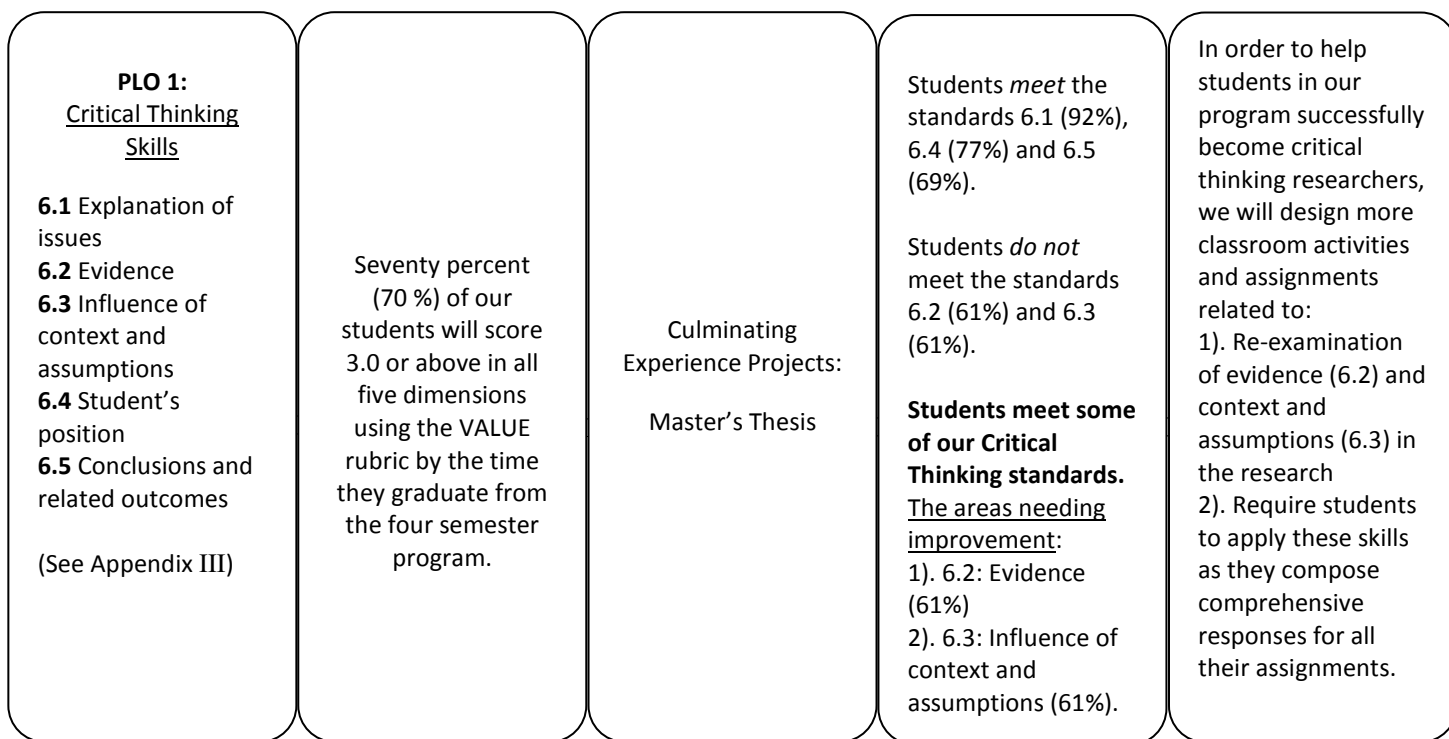 PLO 1:
Critical Thinking
Skills
6.1 Explanation of
issues
6.2 Evidence
6.3 Influence of
context and
assumptions
6.4 Student’s
position
6.5 Conclusions and
related outcomes
(See Appendix III)
Seventy percent
(70 %) of our
students will score
3.0 or above in all
five dimensions
using the VALUE
rubric by the time
they graduate from
the four semester
program.
Culminating
Experience Projects:
Master’s Thesis
Students meet the
standards 6.1 (92%),
6.4 (77%) and 6.5
(69%).
Students do not
meet the standards
6.2 (61%) and 6.3
(61%).
Students meet some
of our Critical
Thinking standards.
The areas needing
improvement:
1). 6.2: Evidence
(61%)
2). 6.3: Influence of
context and
assumptions (61%).
In order to help
students in our
program successfully
become critical
thinking researchers,
we will design more
classroom activities
and assignments
related to:
1). Re-examination
of evidence (6.2) and
context and
assumptions (6.3) in
the research
2). Require students
to apply these skills
as they compose
comprehensive
responses for all
their assignments.